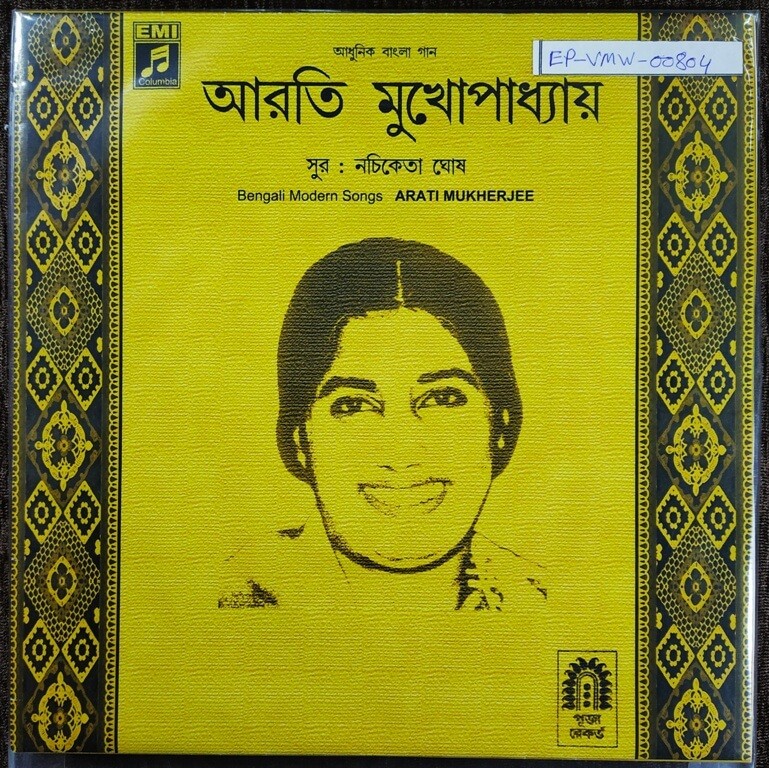 EMI
Columbia
আধুনিক বাংলা গান
EP-VMW-00804
আরতি মুখোপাধ্যায়
সুর : নচিকেতা ঘোষ
Bengali Modern Songs ARATI MUKHERJEE
পূজা
রেকর্ড